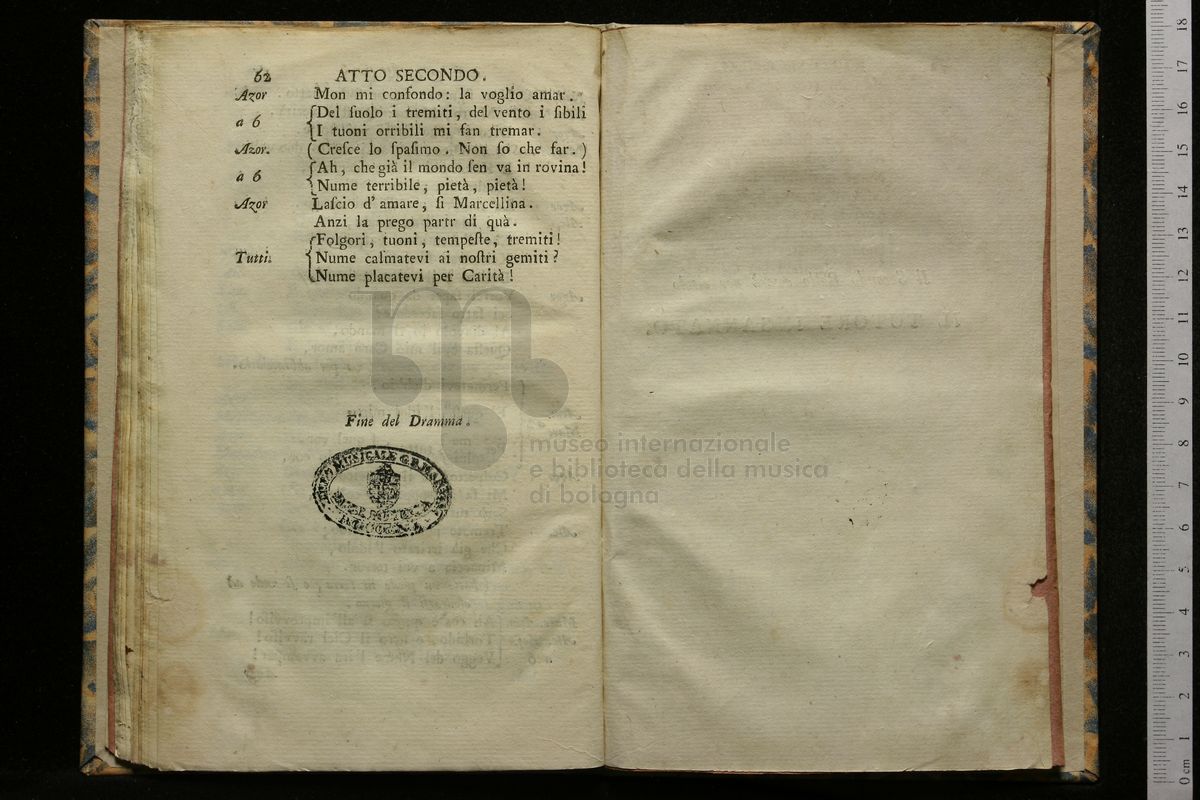 62 ATTO SECONDO.
Azor Mon mi confondo: la voglio amar.
a 6 Del ſuolo i tremiti, del vento i ſibili
I tuoni orribili mi fan tremar.
Azor. (Creſce lo ſpaſimo. Non ſo che far.)
a 6 Ah, che già il mondo ſen va in rovina!
Nume terribile, pietà, pietà!
Azor Laſcio d'amare, ſi Marcellina.
Anzi la prego partr di quà.
Folgori, tuoni, tempeſte, tremiti!
Tutti. Nume calmatevi ai noſtri gemiti?
Nume placatevi per Carità!
Fine del Dramma.
LICEO MUSICALE
BOLOGNA
museo internazionale
e biblioteca della musica
di bologna
18
17
16
15
14
13
12
11
10
9
8
7
6
5
4
3
2
1
0 cm